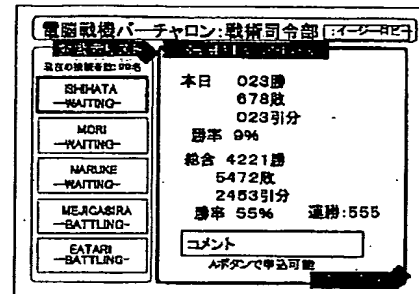 電脳戦機バーチャロン:戦術司令部
現在の接続者数:99名
ISHIHATA
—WAITING—
MORI
—WAITING—
NARUKE
—WAITING—
MEJIGASIRA
—BATTLING—
EATARI
—BATTLING—
本日 023勝
678敗
023引分
勝率 9%
総合 4221勝
5472敗
2453引分
勝率 55% 連勝:555
コメント
Aボタンで申込可能